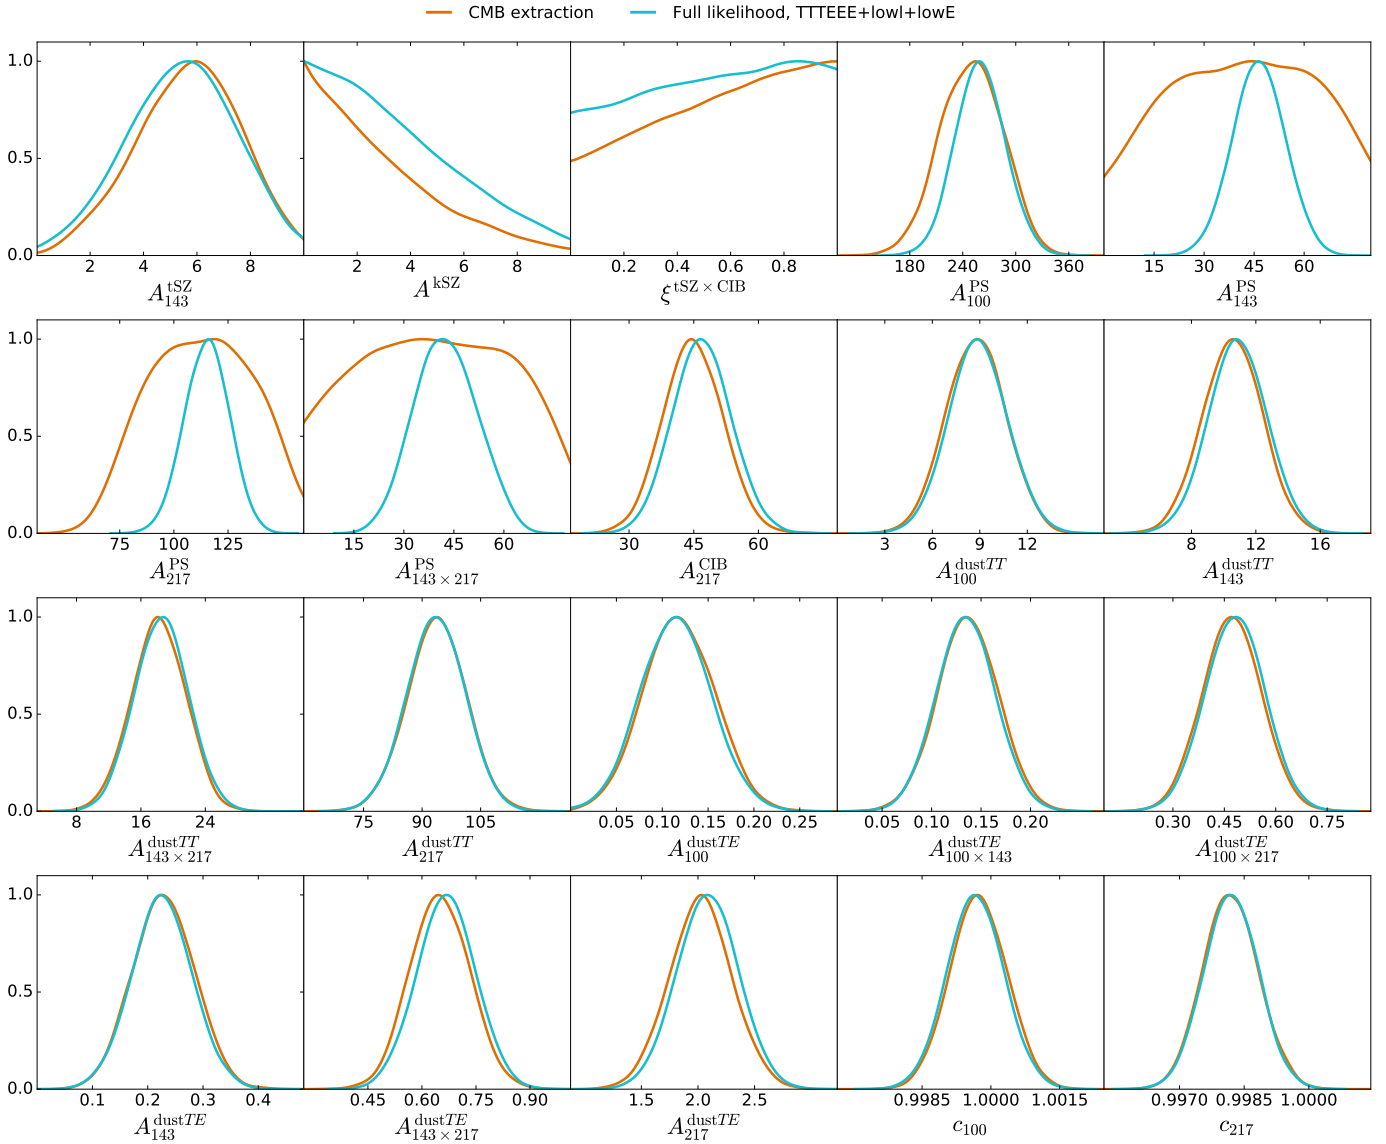 CMB extraction Full likelihood, TTTEEE+lowl+lowE
1.0
0.5
0.0
2 4 6 8 2 4 6 8 0.2 0.4 0.6 0.8 180 240 300 360 15 30 45 60
A^tSZ_143 A^kSZ ξ^tSZ×CIB A^PS_100 A^PS_143
1.0
0.5
0.0
75 100 125 15 30 45 60 30 45 60 3 6 9 12 8 12 16
A^PS_217 A^PS_143×217 A^CIB_217 A^dustTT_100 A^dustTT_143
1.0
0.5
0.0
8 16 24 75 90 105 0.05 0.10 0.15 0.20 0.25 0.05 0.10 0.15 0.20 0.30 0.45 0.60 0.75
A^dustTT_143×217 A^dustTT_217 A^dustTE_100 A^dustTE_100×143 A^dustTE_100×217
1.0
0.5
0.0
0.1 0.2 0.3 0.4 0.45 0.60 0.75 0.90 1.5 2.0 2.5 0.9985 1.0000 1.0015 0.9970 0.9985 1.0000
A^dustTE_143 A^dustTE_143×217 A^dustTE_217 c_100 c_217